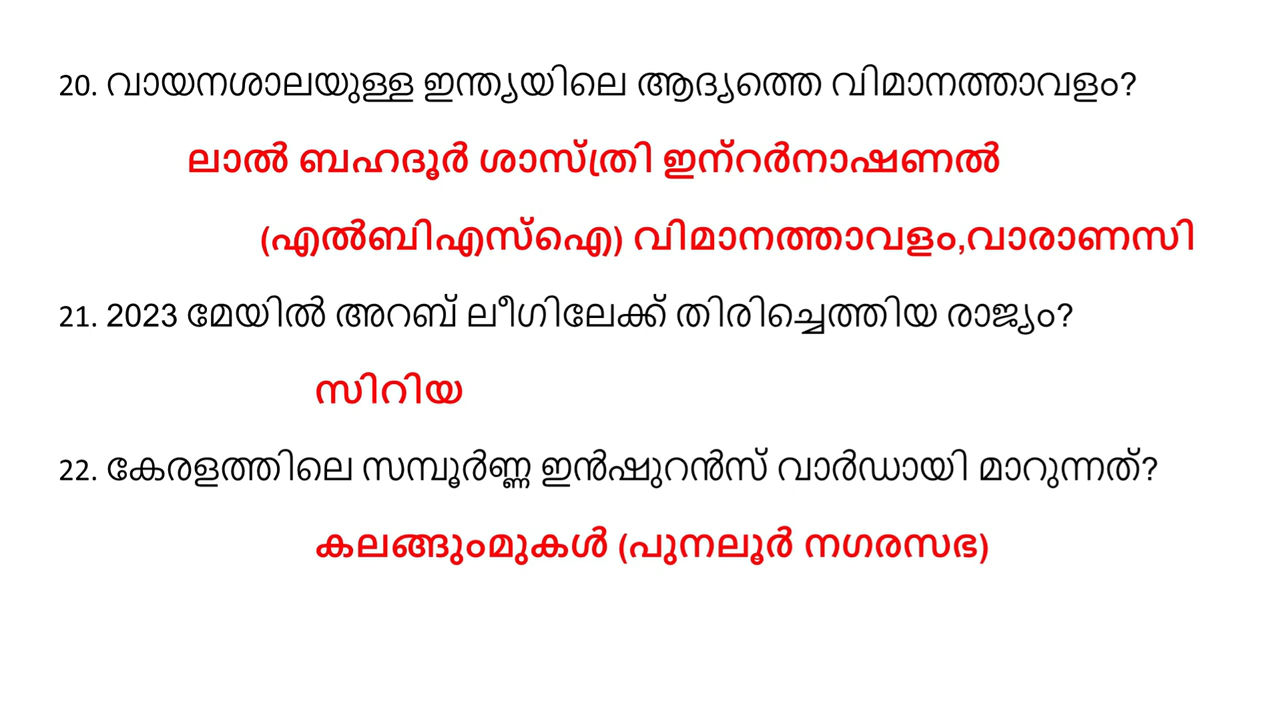 20. വായനശാലയുള്ള ഇന്ത്യയിലെ ആദ്യത്തെ വിമാനത്താവളം?
ലാൽ ബഹദൂർ ശാസ്ത്രി ഇന്റർനാഷണൽ
(എൽബിഎസ്ഐ) വിമാനത്താവളം,വാരാണസി
21. 2023 മേയിൽ അറബ് ലീഗിലേക്ക് തിരിച്ചെത്തിയ രാജ്യം?
സിറിയ
22. കേരളത്തിലെ സമ്പൂർണ്ണ ഇൻഷുറൻസ് വാർഡായി മാറുന്നത്?
കലങ്ങുംമുകൾ (പുനലൂർ നഗരസഭ)